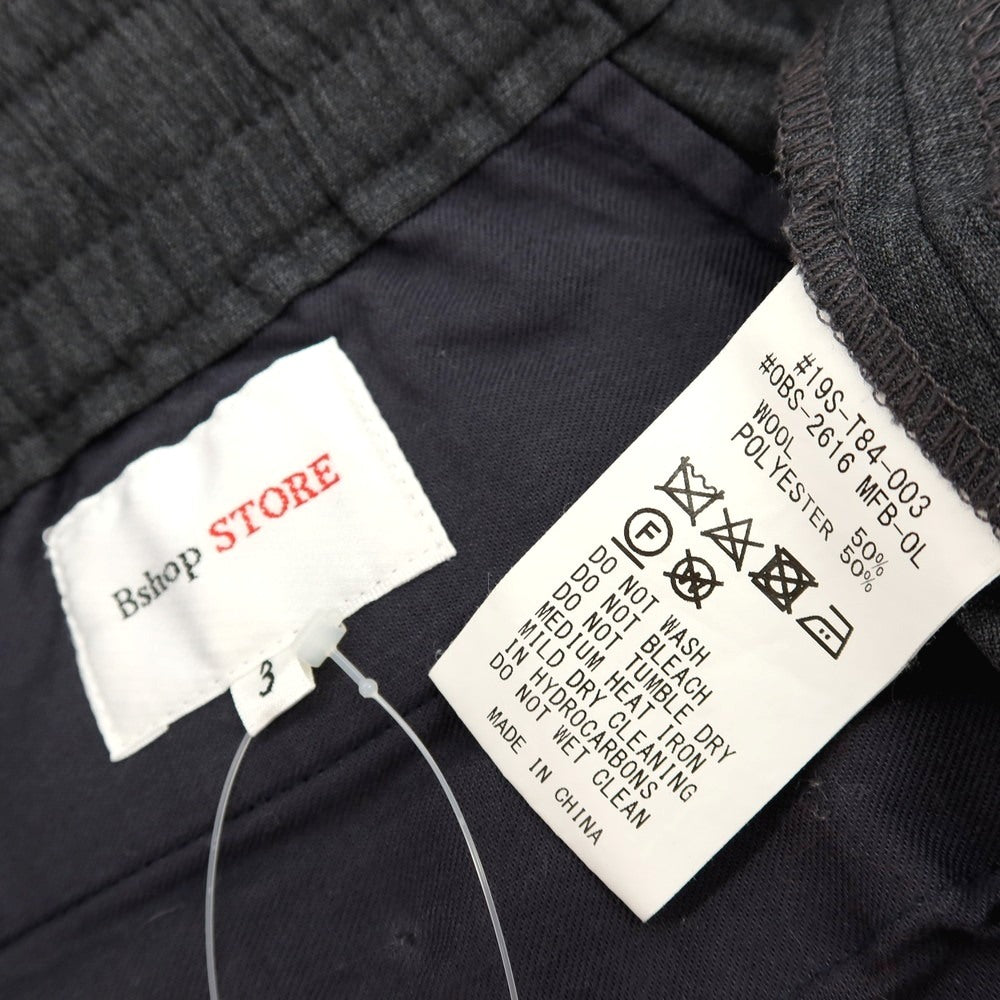 Bshop STORE
3
#19S-T84-003
#OBS-2616 MFB-OL
WOOL 50%
POLYESTER 50%
F
W
DO NOT WASH
DO NOT BLEACH
DO NOT TUMBLE DRY
MEDIUM HEAT IRON
MILD DRY CLEANING
IN HYDROCARBONS
DO NOT WET CLEAN
MADE IN CHINA